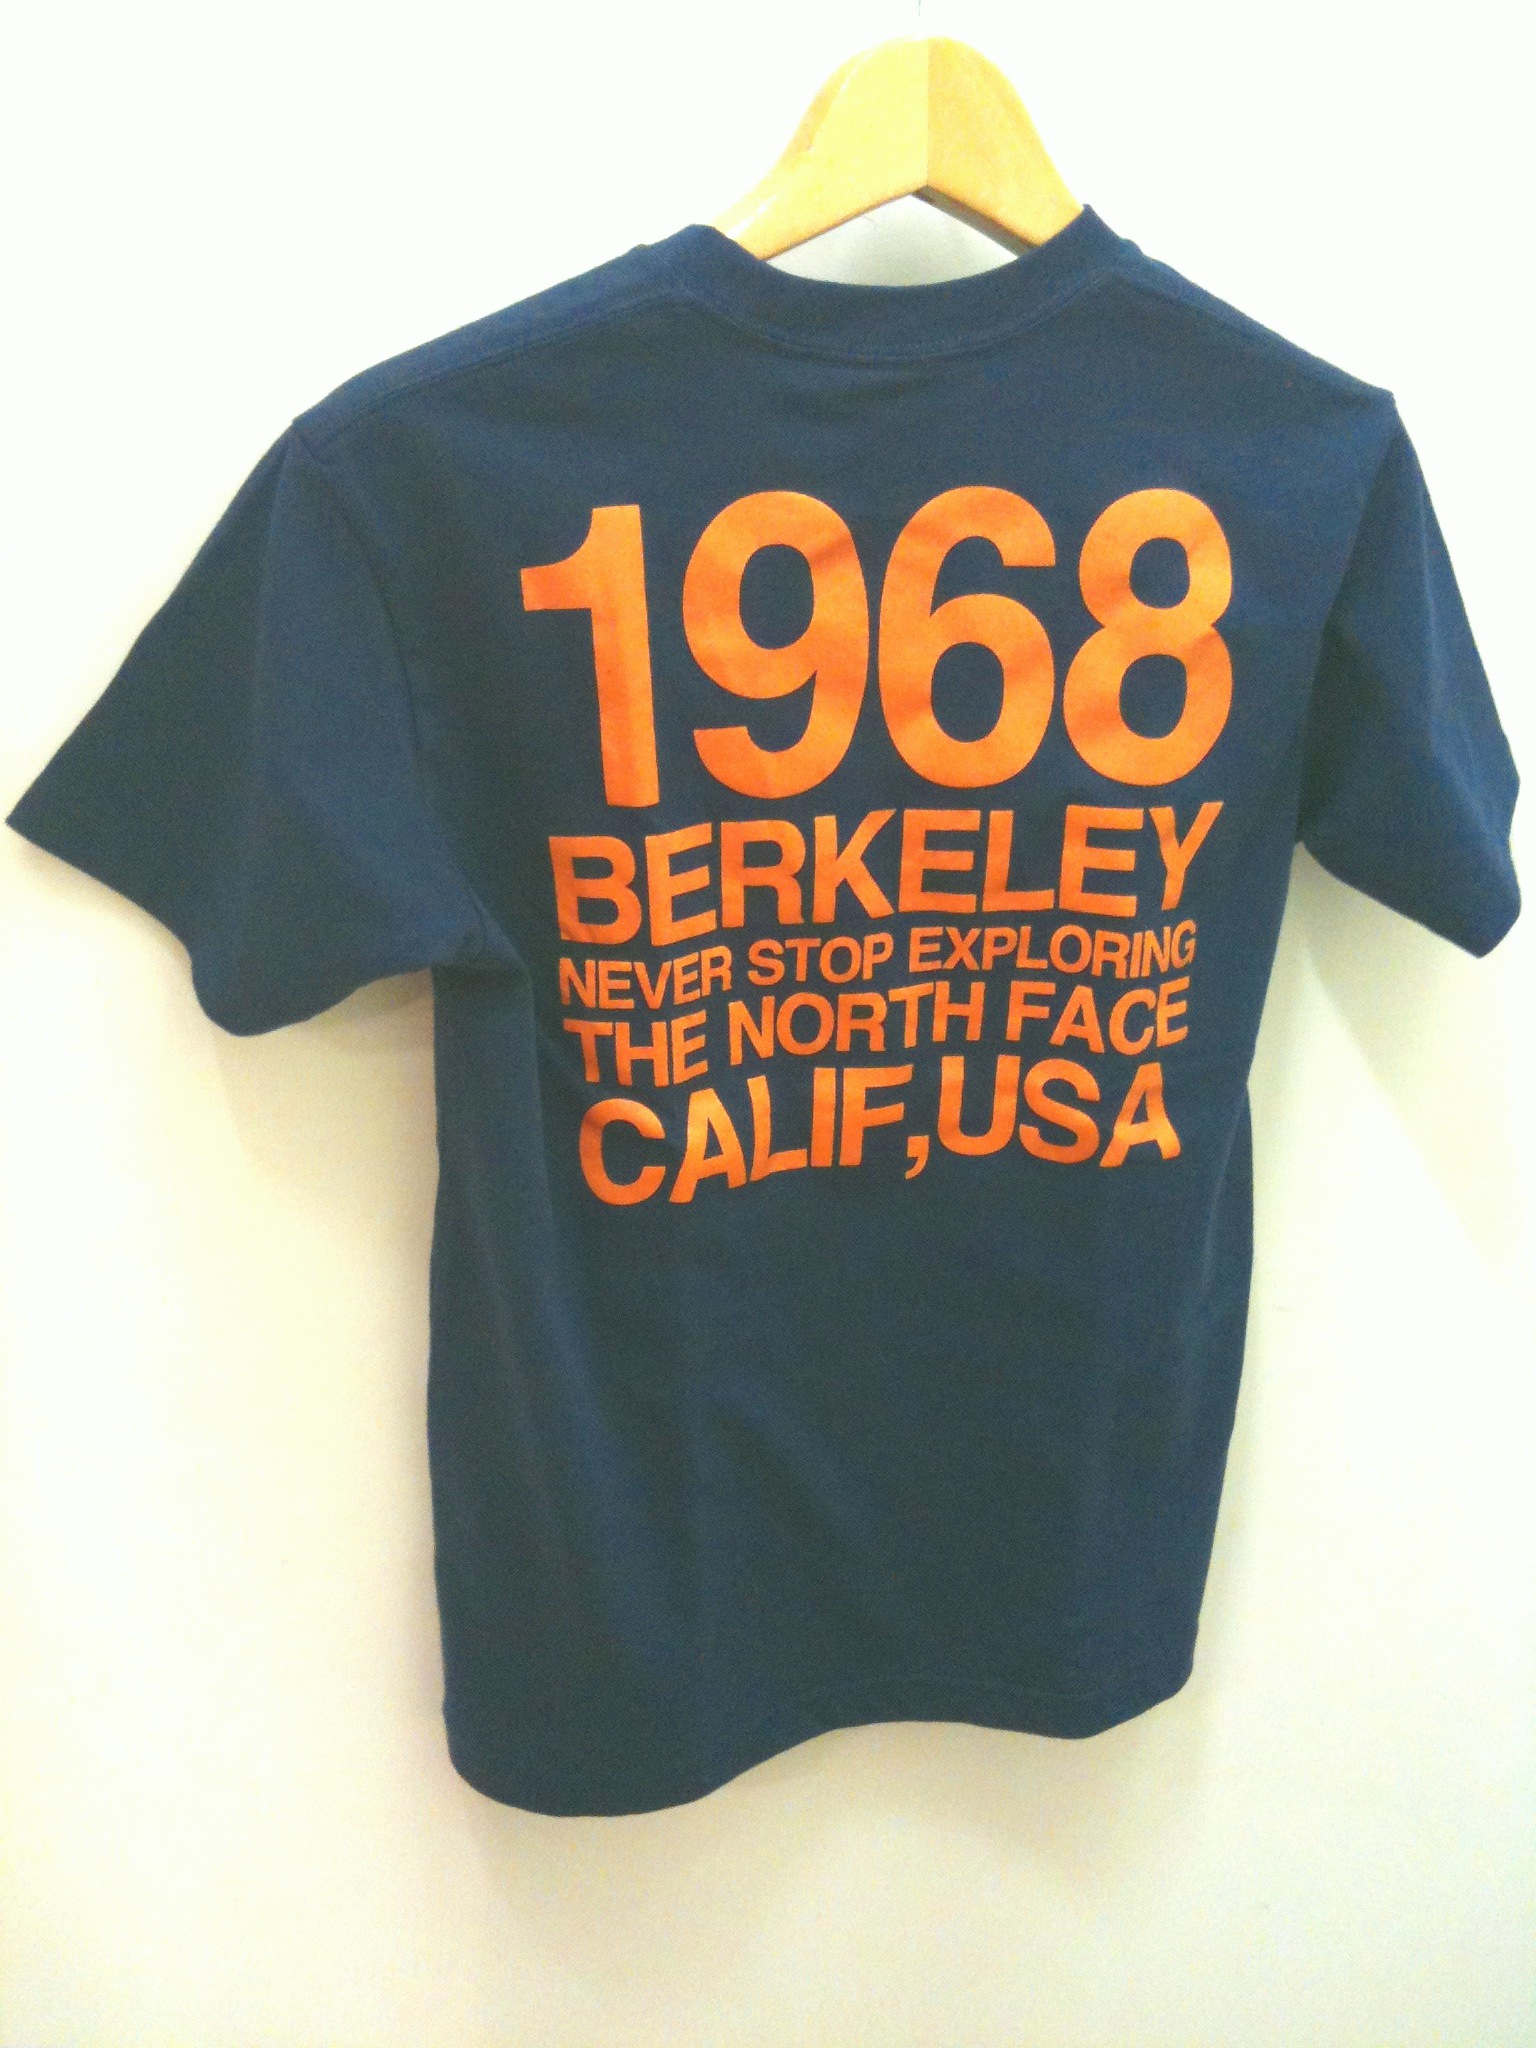 1968
BERKELEY
NEVER STOP EXPLORING
THE NORTH FACE
CALIF,USA